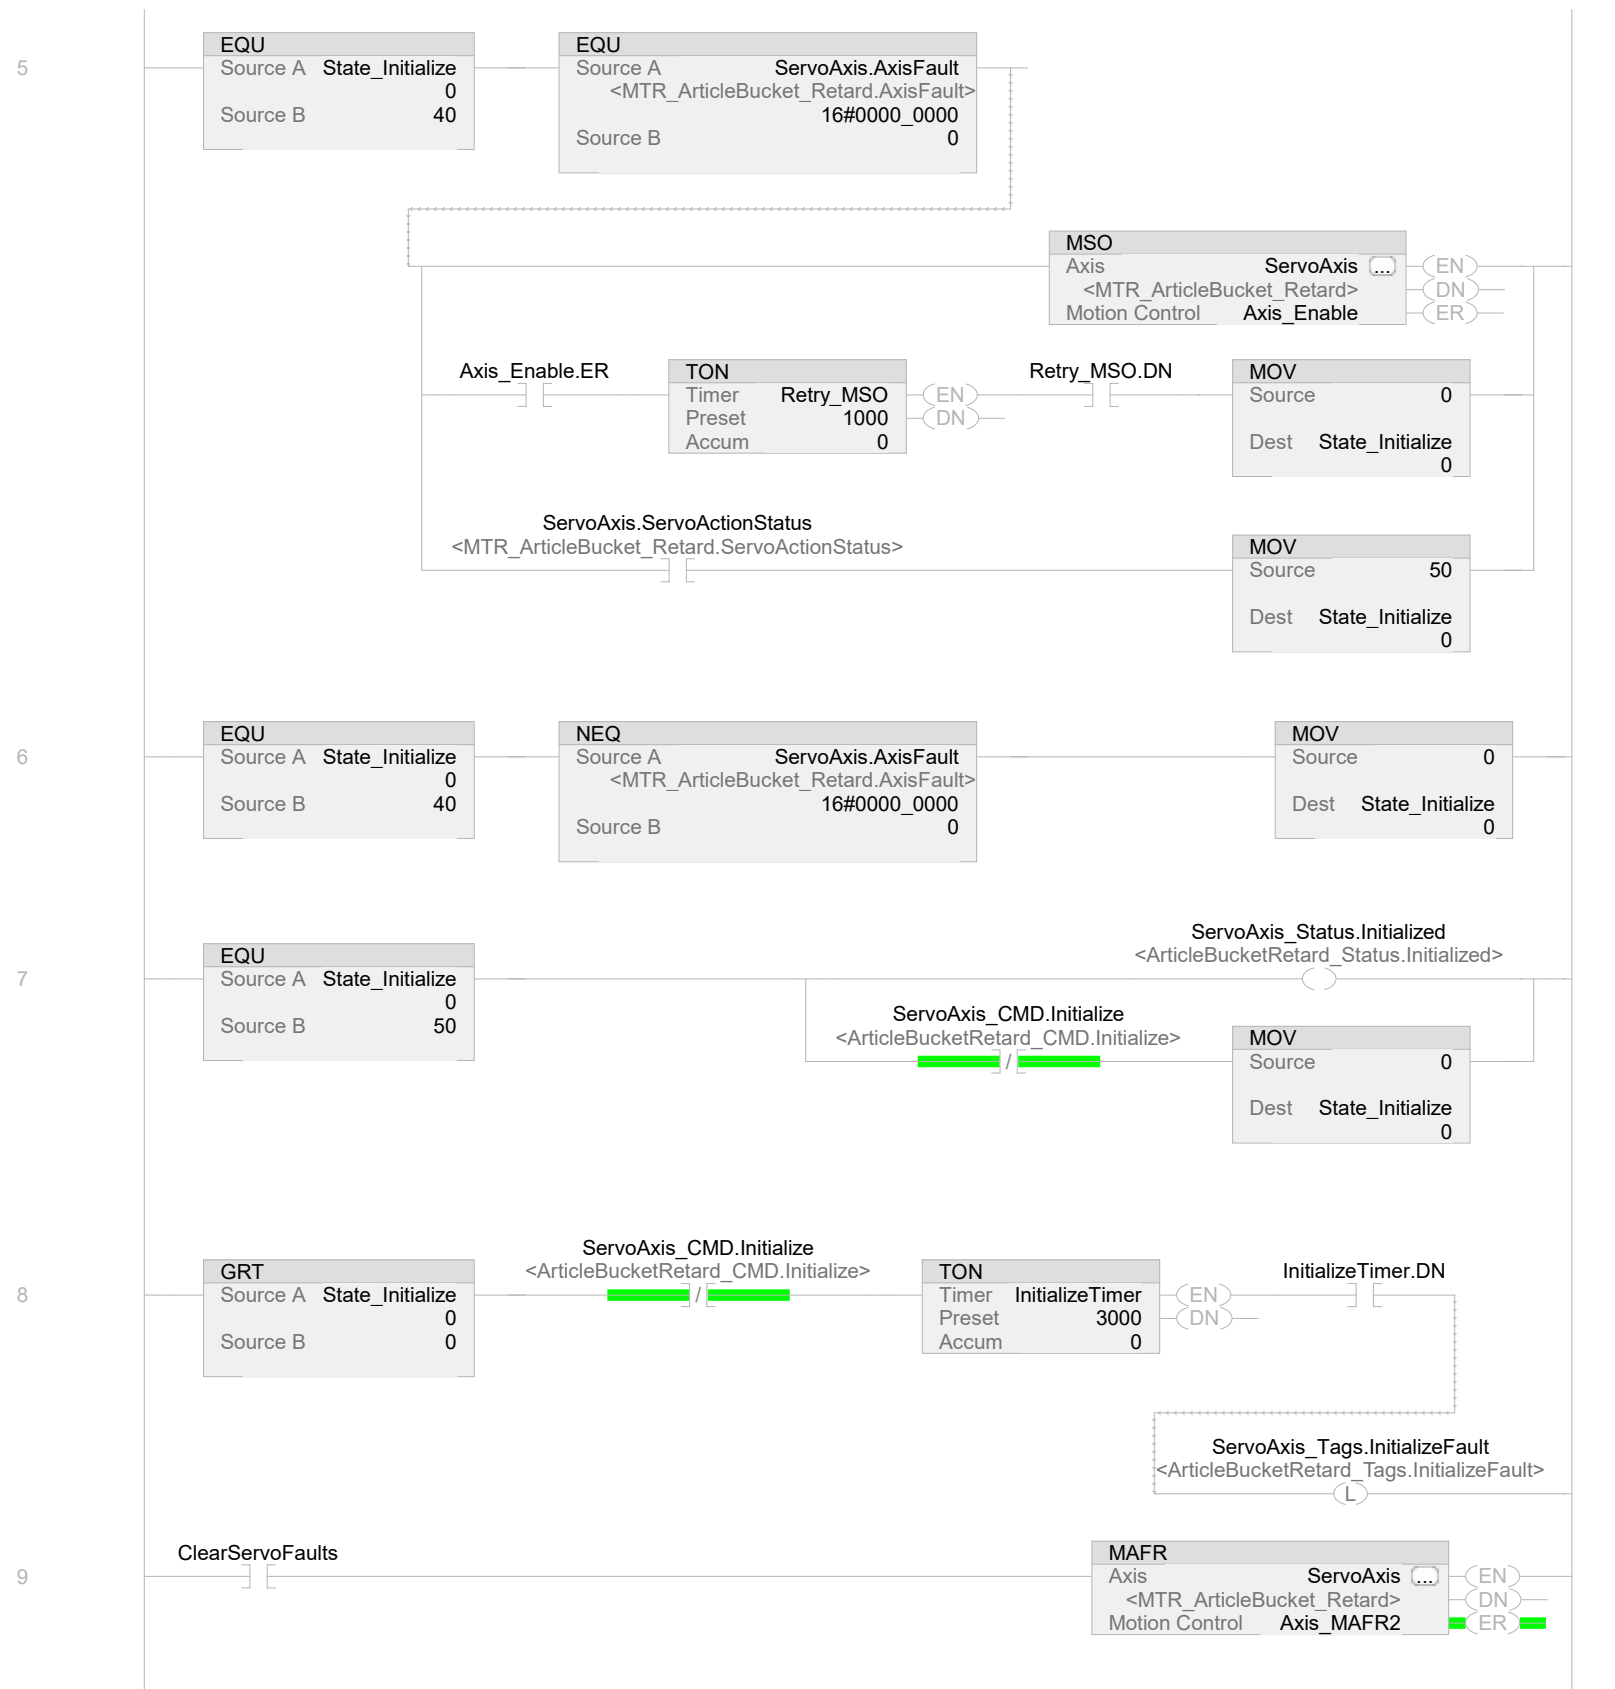 5
EQU
Source A State_Initialize
0
Source B 40
EQU
Source A ServoAxis.AxisFault
<MTR_ArticleBucket_Retard.AxisFault>
16#0000_0000
Source B 0
MSO
Axis ServoAxis ...
<MTR_ArticleBucket_Retard>
Motion Control Axis_Enable
EN
DN
ER
Axis_Enable.ER
TON
Timer Retry_MSO
Preset 1000
Accum 0
EN
DN
Retry_MSO.DN
MOV
Source 0
Dest State_Initialize
0
ServoAxis.ServoActionStatus
<MTR_ArticleBucket_Retard.ServoActionStatus>
MOV
Source 50
Dest State_Initialize
0
6
EQU
Source A State_Initialize
0
Source B 40
NEQ
Source A ServoAxis.AxisFault
<MTR_ArticleBucket_Retard.AxisFault>
16#0000_0000
Source B 0
MOV
Source 0
Dest State_Initialize
0
7
EQU
Source A State_Initialize
0
Source B 50
ServoAxis_Status.Initialized
<ArticleBucketRetard_Status.Initialized>
ServoAxis_CMD.Initialize
<ArticleBucketRetard_CMD.Initialize>
/
MOV
Source 0
Dest State_Initialize
0
8
GRT
Source A State_Initialize
0
Source B 0
ServoAxis_CMD.Initialize
<ArticleBucketRetard_CMD.Initialize>
/
TON
Timer InitializeTimer
Preset 3000
Accum 0
EN
DN
InitializeTimer.DN
ServoAxis_Tags.InitializeFault
<ArticleBucketRetard_Tags.InitializeFault>
L
9
ClearServoFaults
MAFR
Axis ServoAxis ...
<MTR_ArticleBucket_Retard>
Motion Control Axis_MAFR2
EN
DN
ER